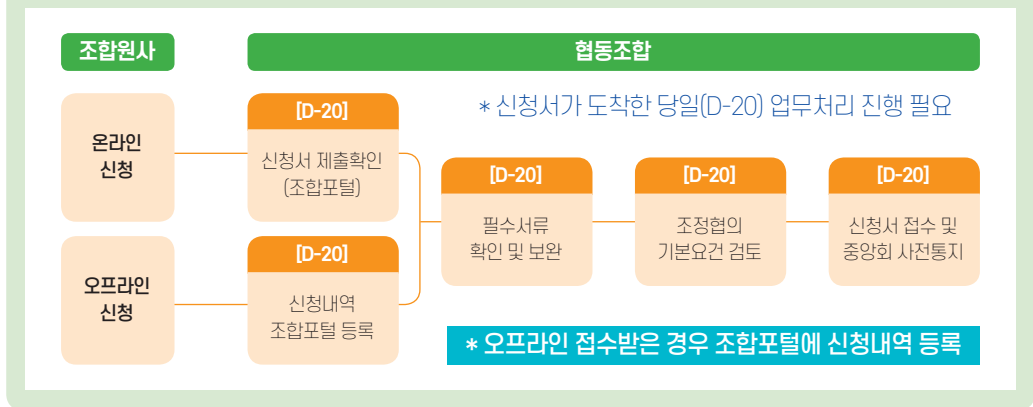 조합원사
협동조합
* 신청서가 도착한 당일(D-20) 업무처리 진행 필요
온라인
신청
[D-20]
신청서 제출확인
(조합포털)
오프라인
신청
[D-20]
신청내역
조합포털 등록
[D-20]
필수서류
확인 및 보완
[D-20]
조정협의
기본요건 검토
[D-20]
신청서 접수 및
중앙회 사전통지
* 오프라인 접수받은 경우 조합포털에 신청내역 등록